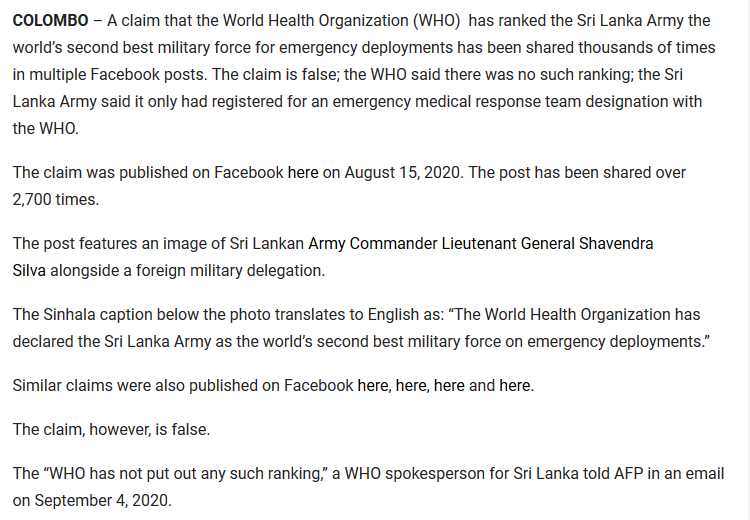 COLOMBO – A claim that the World Health Organization (WHO)  has ranked the Sri Lanka Army the
world’s second best military force for emergency deployments has been shared thousands of times
in multiple Facebook posts. The claim is false; the WHO said there was no such ranking; the Sri
Lanka Army said it only had registered for an emergency medical response team designation with
the WHO.
The claim was published on Facebook here on August 15, 2020. The post has been shared over
2,700 times.
The post features an image of Sri Lankan Army Commander Lieutenant General Shavendra
Silva alongside a foreign military delegation.
The Sinhala caption below the photo translates to English as: “The World Health Organization has
declared the Sri Lanka Army as the world’s second best military force on emergency deployments.”
Similar claims were also published on Facebook here, here, here and here.
The claim, however, is false.
The “WHO has not put out any such ranking,” a WHO spokesperson for Sri Lanka told AFP in an email
on September 4, 2020.